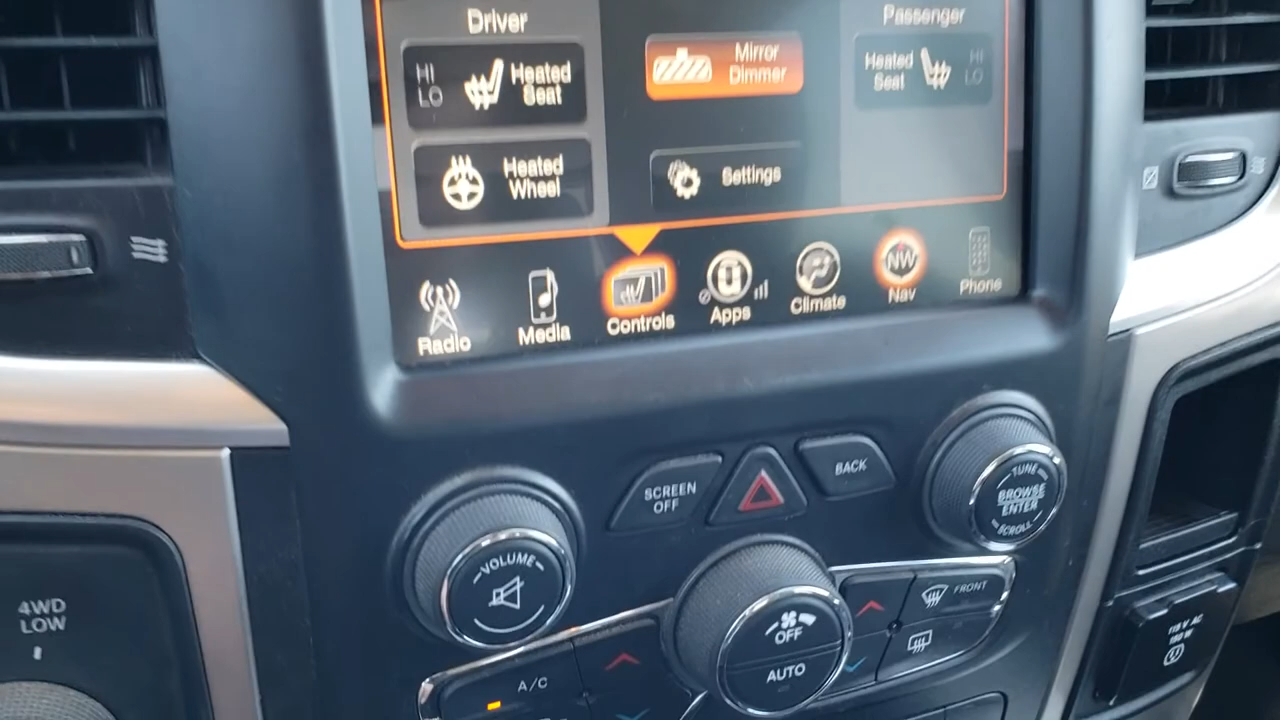 Driver
Passenger
HI
LO
Heated
Seat
Mirror
Dimmer
Heated
Seat
HI
LO
Heated
Wheel
Settings
Radio
Media
Controls
Apps
Climate
NW
Nav
Phone
SCREEN
OFF
BACK
TUNE
BROWSE
ENTER
SCROLL
VOLUME
4WD
LOW
OFF
AUTO
FRONT
A/C
115 V AC